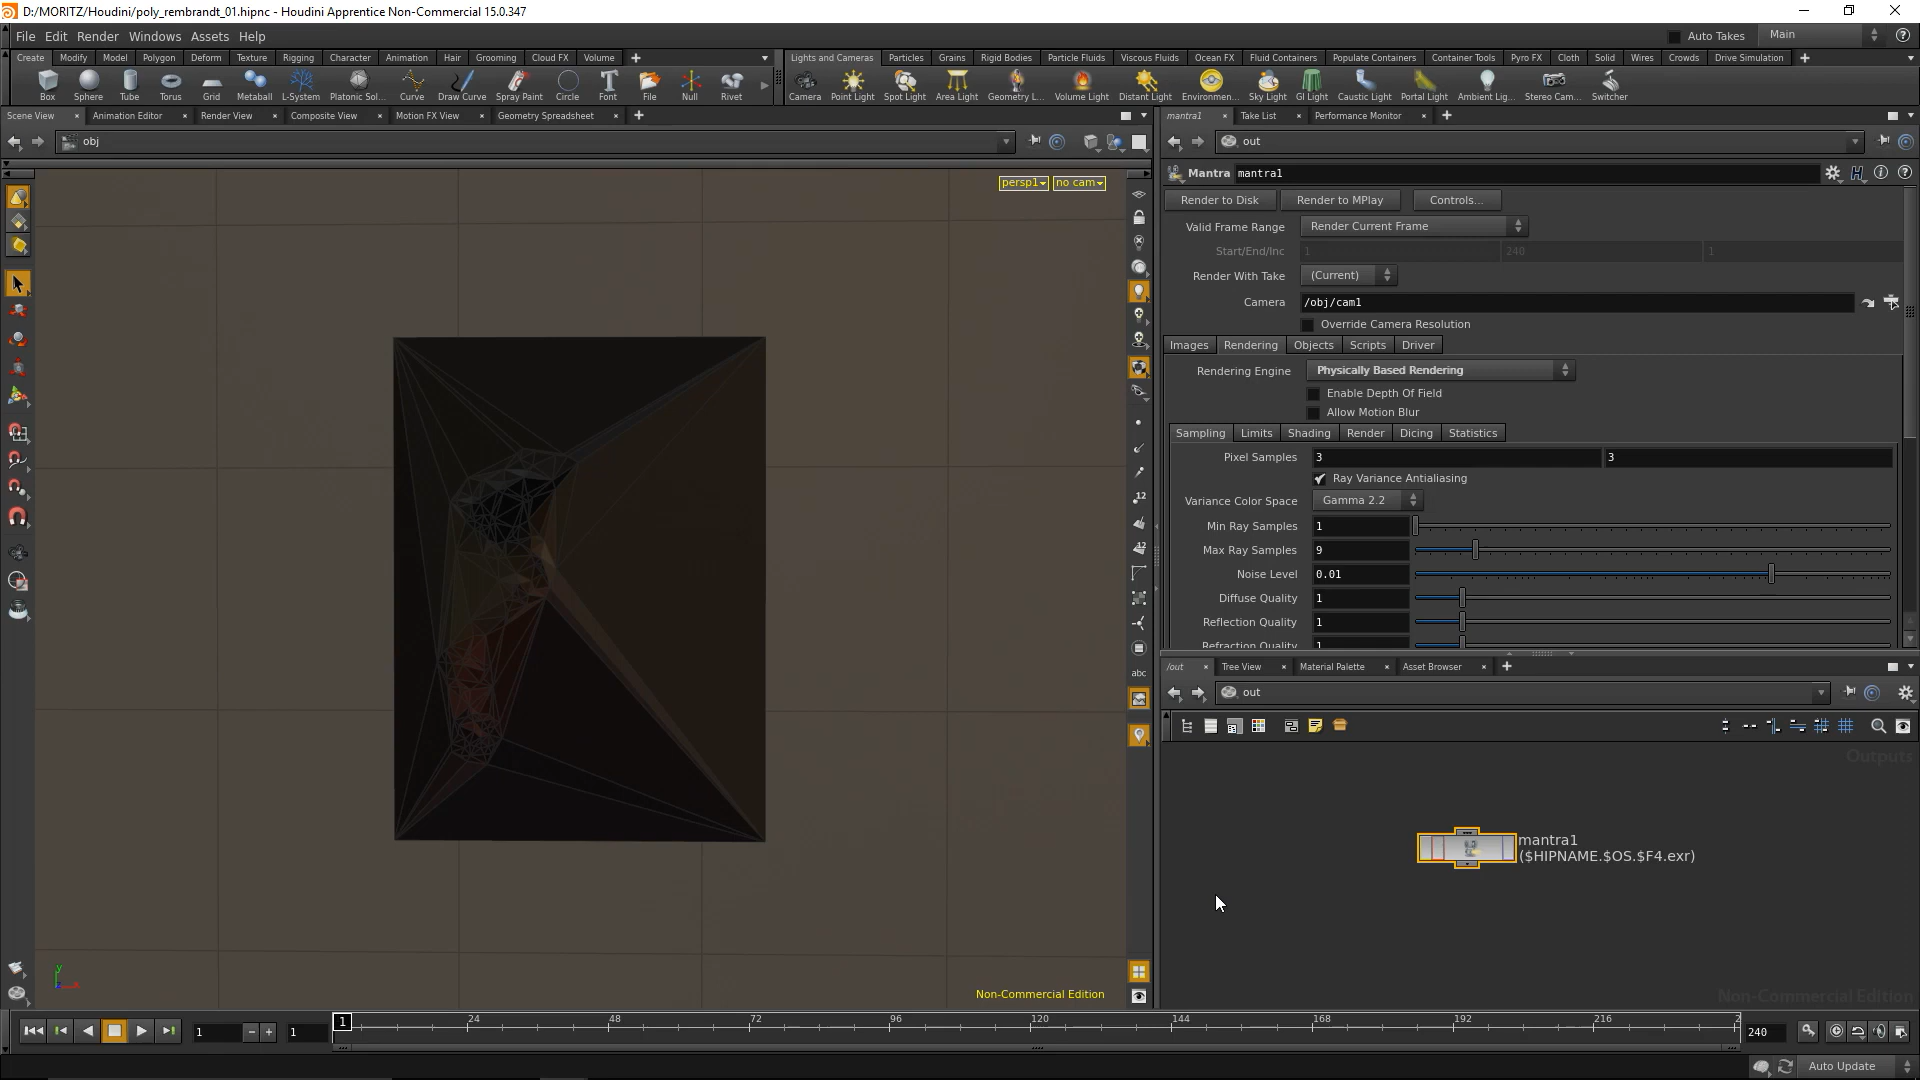 D:/MORITZ/Houdini/poly_rembrandt_01.hipnc - Houdini Apprentice Non-Commercial 15.0.347
File Edit Render Windows Assets Help
Auto Takes Main
Create Modify Model Polygon Deform Texture Rigging Character Animation Hair Grooming Cloud FX Volume
Lights and Cameras Particles Grains Rigid Bodies Particle Fluids Viscous Fluids Ocean FX Fluid Containers Populate Containers Container Tools Pyro FX Cloth Solid Wires Crowds Drive Simulation
Box Sphere Tube Torus Grid Metaball L-System Platonic Sol... Curve Draw Curve Spray Paint Circle Font File Null Rivet
Camera Point Light Spot Light Area Light Geometry L... Volume Light Distant Light Environmen... Sky Light GI Light Caustic Light Portal Light Ambient Lig... Stereo Cam... Switcher
Scene View Animation Editor Render View Composite View Motion FX View Geometry Spreadsheet
mantra1 Take List Performance Monitor
obj
out
persp1 no cam
Mantra mantra1
Render to Disk Render to MPlay Controls...
Valid Frame Range Render Current Frame
Start/End/Inc 1 240 1
Render With Take (Current)
Camera /obj/cam1
Override Camera Resolution
Images Rendering Objects Scripts Driver
Rendering Engine Physically Based Rendering
Enable Depth Of Field
Allow Motion Blur
Sampling Limits Shading Render Dicing Statistics
Pixel Samples 3 3
Ray Variance Antialiasing
Variance Color Space Gamma 2.2
Min Ray Samples 1
Max Ray Samples 9
Noise Level 0.01
Diffuse Quality 1
Reflection Quality 1
Refraction Quality 1
12
12
abc
/out Tree View Material Palette Asset Browser
out
Outputs
mantra1
($HIPNAME.$OS.$F4.exr)
y
x
z
Non-Commercial Edition
Non-Commercial Edition
1 1 1 24 48 72 96 120 144 168 192 216 2 240
Auto Update